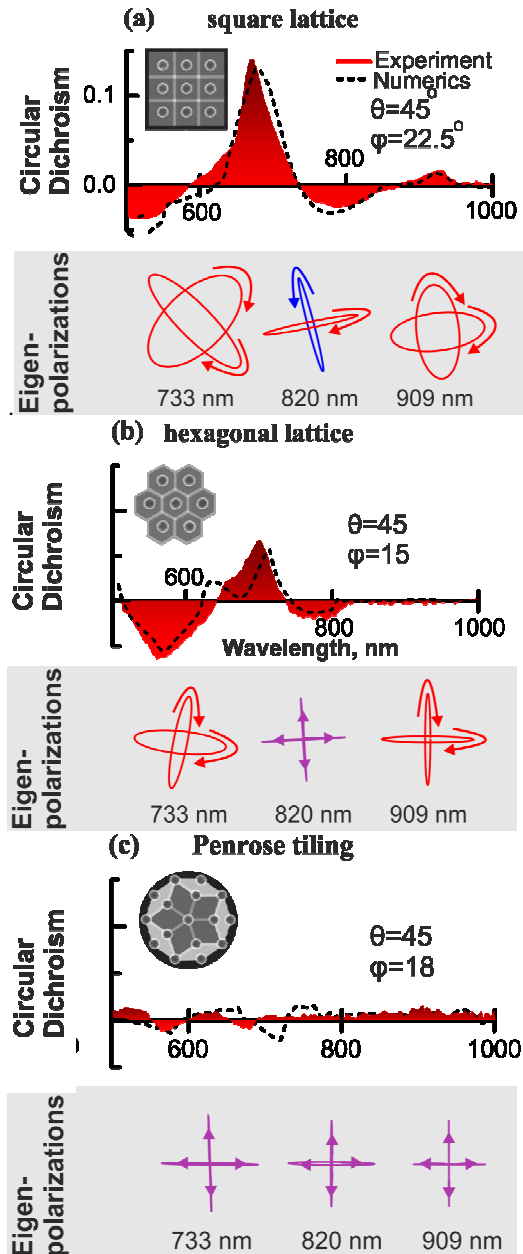 (a) square lattice
Circular
Dichroism
0.1
0.0
Experiment
Numerics
θ=45°
φ=22.5°
600
800
1000
Eigen-
polarizations
733 nm 820 nm 909 nm
(b) hexagonal lattice
Circular
Dichroism
θ=45
φ=15
600
800
1000
Wavelength, nm
Eigen-
polarizations
733 nm 820 nm 909 nm
(c) Penrose tiling
Circular
Dichroism
θ=45
φ=18
600 800 1000
Eigen-
polarizations
733 nm 820 nm 909 nm